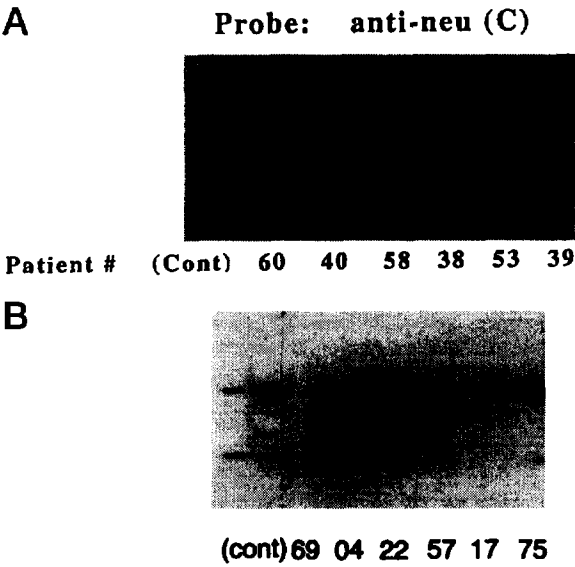 A
Probe: anti-neu (C)
Patient # (Cont) 60 40 58 38 53 39
B
(cont) 69 04 22 57 17 75